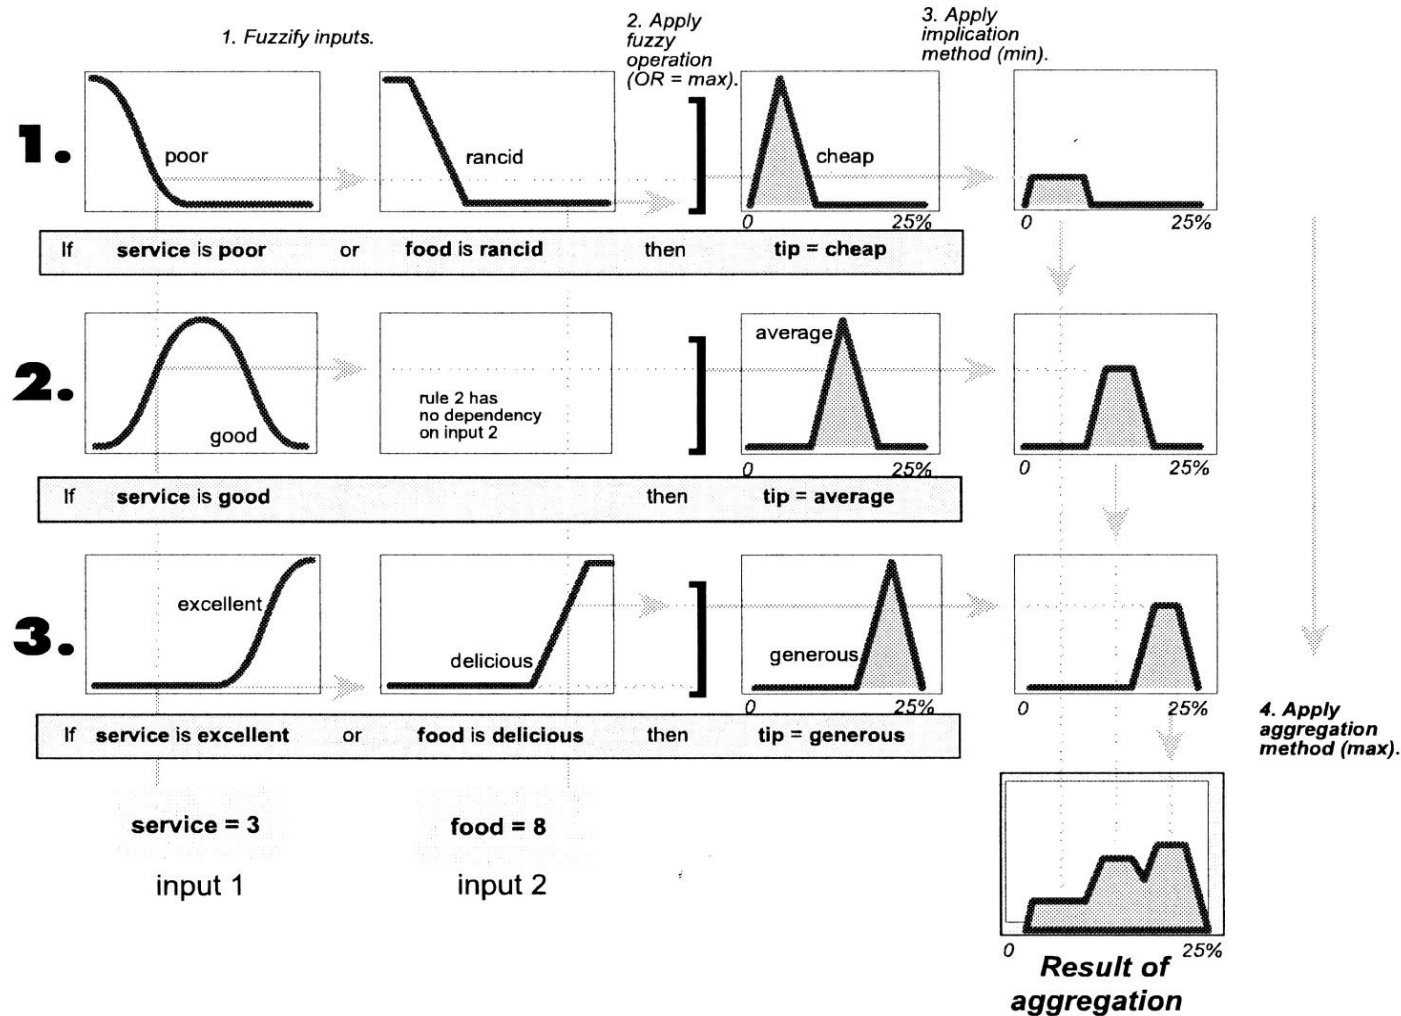 1. Fuzzify inputs.
2. Apply
fuzzy
operation
(OR = max).
3. Apply
implication
method (min).
1.
poor
rancid
cheap
0 25%
0 25%
If service is poor or food is rancid then tip = cheap
2.
good
rule 2 has
no dependency
on input 2
average
0 25%
0 25%
If service is good then tip = average
3.
excellent
delicious
generous
0 25%
0 25%
If service is excellent or food is delicious then tip = generous
4. Apply
aggregation
method (max).
service = 3
food = 8
input 1
input 2
0 25%
Result of
aggregation